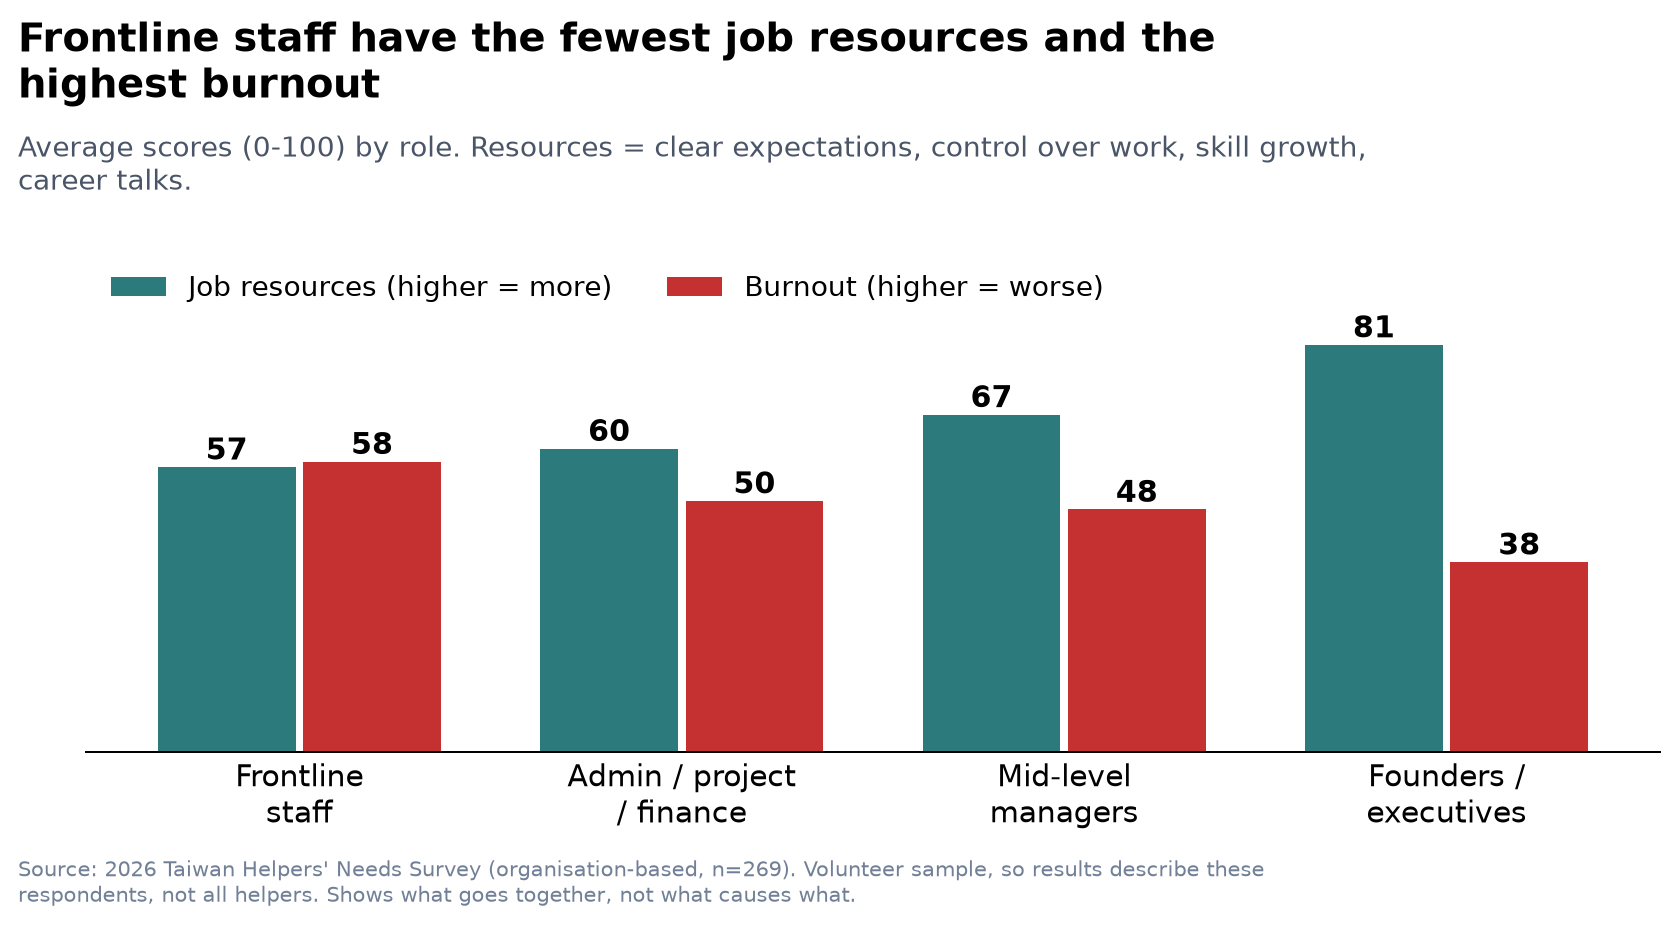 Frontline staff have the fewest job resources and the
highest burnout
Average scores (0-100) by role. Resources = clear expectations, control over work, skill growth,
career talks.
Job resources (higher = more)
Burnout (higher = worse)
57
58
60
50
67
48
81
38
Frontline
staff
Admin / project
/ finance
Mid-level
managers
Founders /
executives
Source: 2026 Taiwan Helpers' Needs Survey (organisation-based, n=269). Volunteer sample, so results describe these
respondents, not all helpers. Shows what goes together, not what causes what.